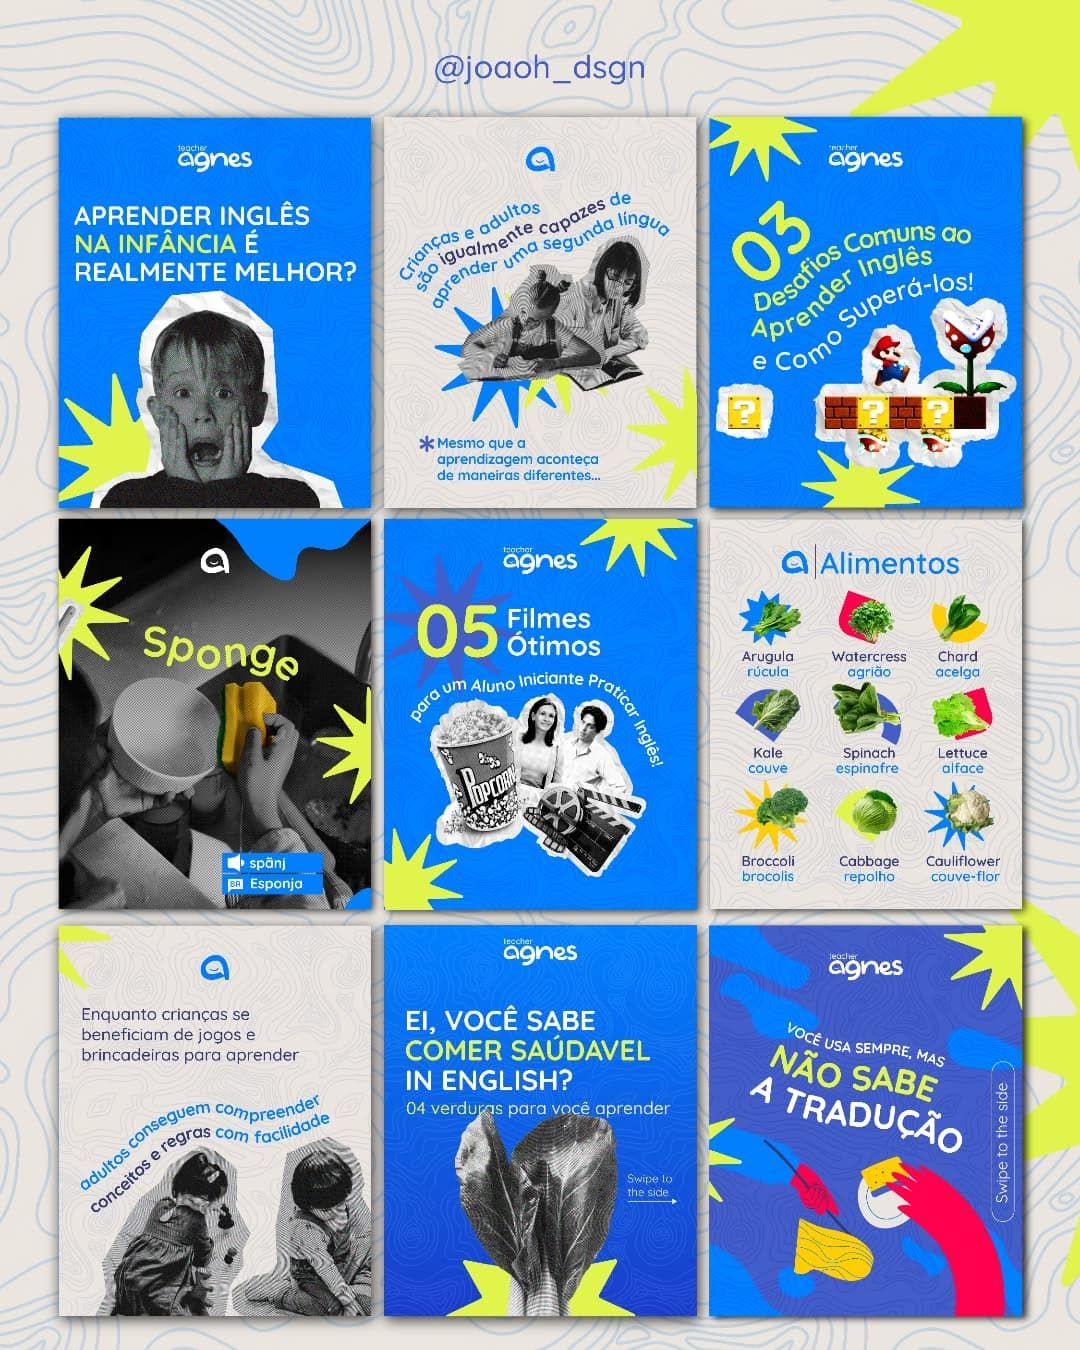 @joaoh_dsgn
teacher
agnes
APRENDER INGLÊS
NA INFÂNCIA É
REALMENTE MELHOR?
Crianças e adultos
são igualmente capazes de
aprender uma segunda língua
* Mesmo que a
aprendizagem aconteça
de maneiras diferentes...
teacher
agnes
03
Desafios Comuns ao
Aprender Inglês
e Como Superá-los!
?
?
?
Sponge
spãnj
BR Esponja
teacher
agnes
05 Filmes
Ótimos
para um Aluno Iniciante Praticar Inglês!
POPCORN
a|Alimentos
Arugula
rúcula
Watercress
agrião
Chard
acelga
Kale
couve
Spinach
espinafre
Lettuce
alface
Broccoli
brocolis
Cabbage
repolho
Cauliflower
couve-flor
Enquanto crianças se
beneficiam de jogos e
brincadeiras para aprender
adultos conseguem compreender
conceitos e regras com facilidade
teacher
agnes
EI, VOCÊ SABE
COMER SAÚDAVEL
IN ENGLISH?
04 verduras para você aprender
Swipe to
the side
teacher
agnes
VOCÊ USA SEMPRE, MAS
NÃO SABE
A TRADUÇÃO
Swipe to the side